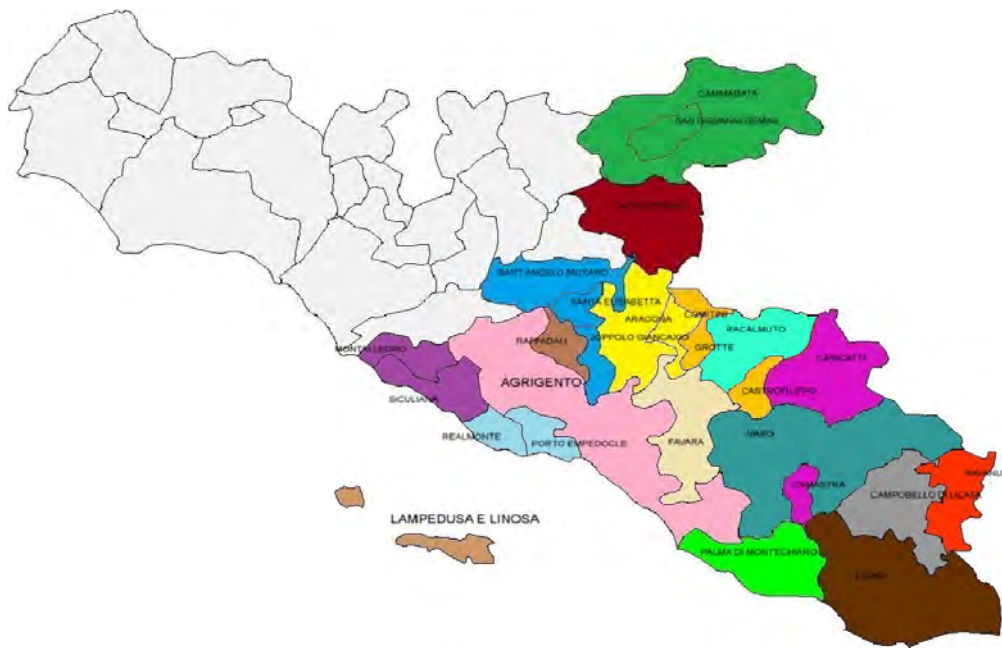 CAMMARATA
SAN GIOVANNI GEMINI
SANT'ANGELO MUXARO
SANTA ELISABETTA
COMITINI
ARAGONA
RACALMUTO
JOPPOLO GIANCAXIO
RAFFADALI
GROTTE
MONTALLEGRO
CANICATTI
AGRIGENTO
CASTROFILIPPO
SICULIANA
REALMONTE
PORTO EMPEDOCLE
FAVARA
NARO
CAMASTRA
CAMPOBELLO DI LICATA
LAMPEDUSA E LINOSA
PALMA DI MONTECHIARO